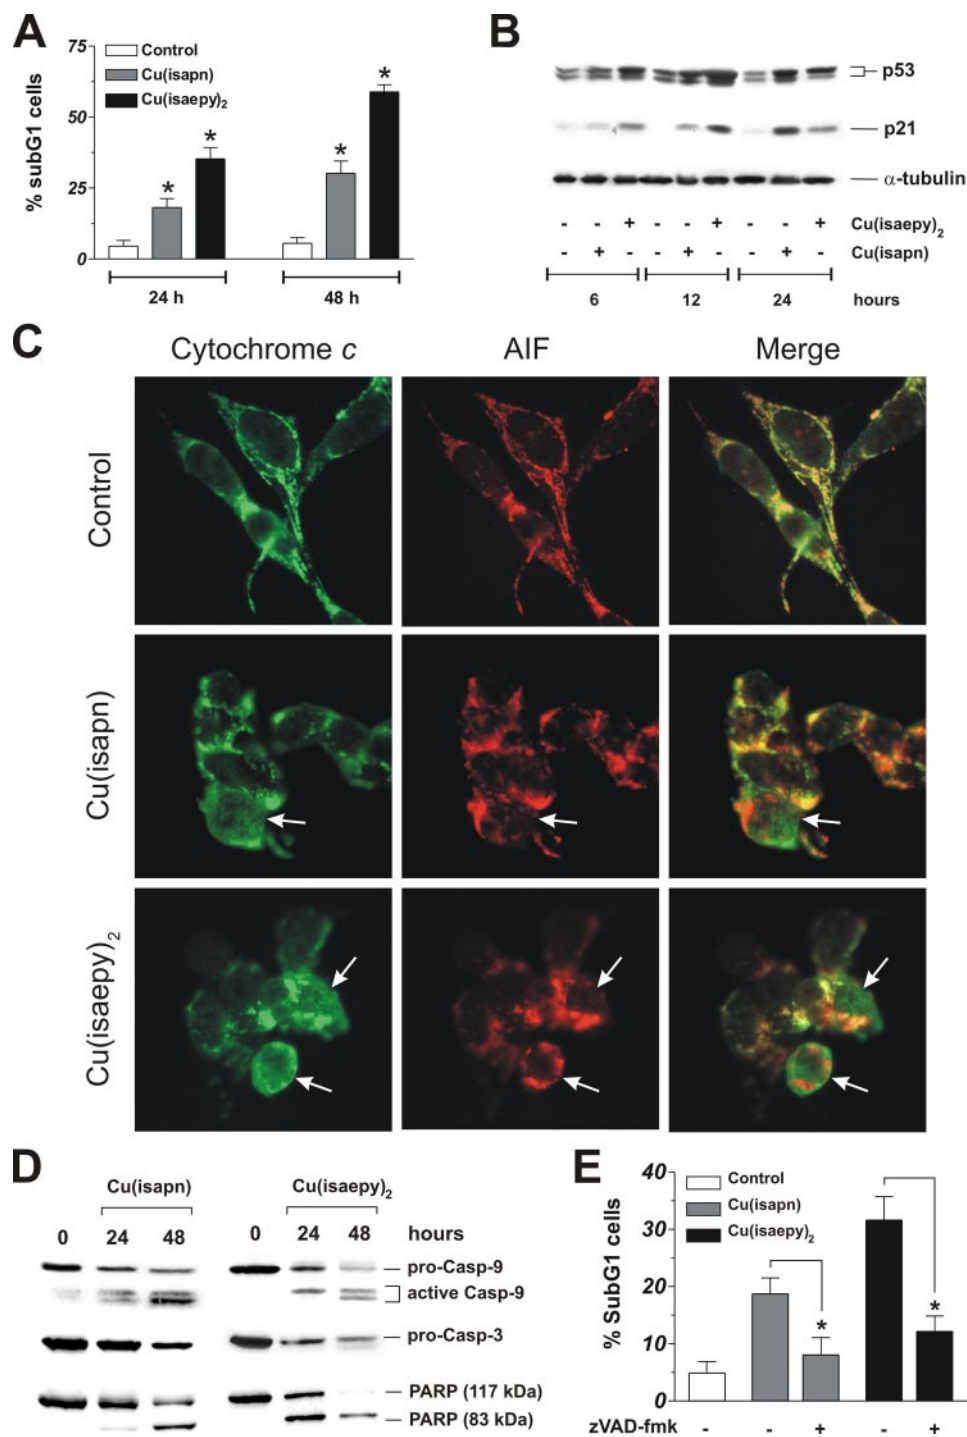 A
75
50
25
0
% subG1 cells
Control
Cu(isapn)
Cu(isaepy)2
* * * *
24 h 48 h
B
p53
p21
α-tubulin
- - + - - + - - + Cu(isaepy)2
- + - - + - - + - Cu(isapn)
6 12 24 hours
C
Cytochrome c AIF Merge
Control
Cu(isapn)
Cu(isaepy)2
D
Cu(isapn) Cu(isaepy)2
0 24 48 0 24 48 hours
pro-Casp-9
active Casp-9
pro-Casp-3
PARP (117 kDa)
PARP (83 kDa)
E
40
30
20
10
0
% SubG1 cells
Control
Cu(isapn)
Cu(isaepy)2
* *
zVAD-fmk - - + - +